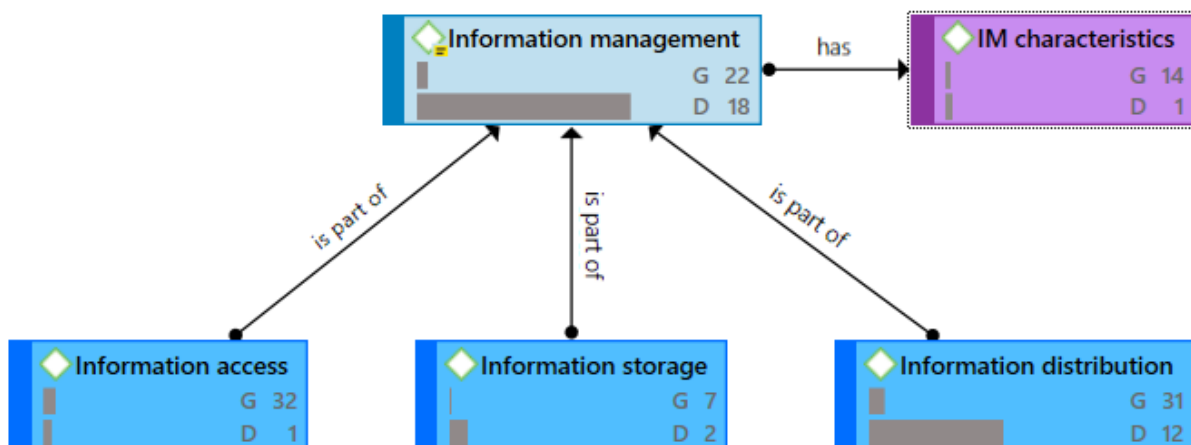 Information management
G 22
D 18
has
IM characteristics
G 14
D 1
is part of
is part of
is part of
Information access
G 32
D 1
Information storage
G 7
D 2
Information distribution
G 31
D 12